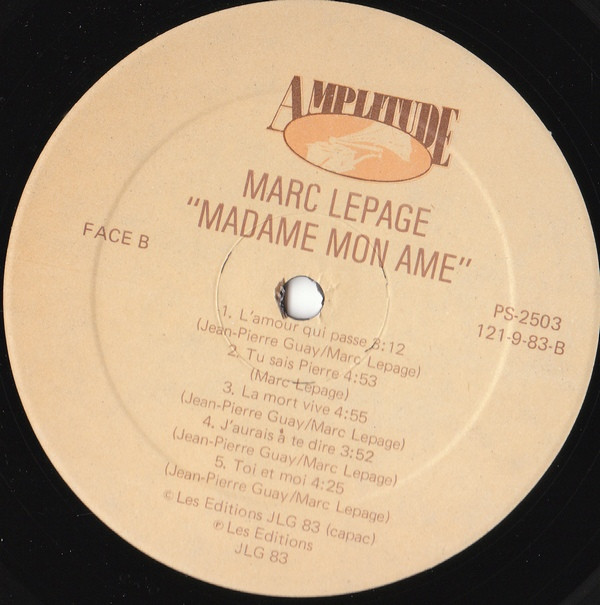 AMPLITUDE
MARC LEPAGE
"MADAME MON AME"
FACE B
PS-2503
121-9-83-B
1. L'amour qui passe 3:12
(Jean-Pierre Guay/Marc Lepage)
2. Tu sais Pierre 4:53
(Marc Lepage)
3. La mort vive 4:55
(Jean-Pierre Guay/Marc Lepage)
4. J'aurais à te dire 3:52
(Jean-Pierre Guay/Marc Lepage)
5. Toi et moi 4:25
(Jean-Pierre Guay/Marc Lepage)
© Les Editions JLG 83 (capac)
℗ Les Editions
JLG 83